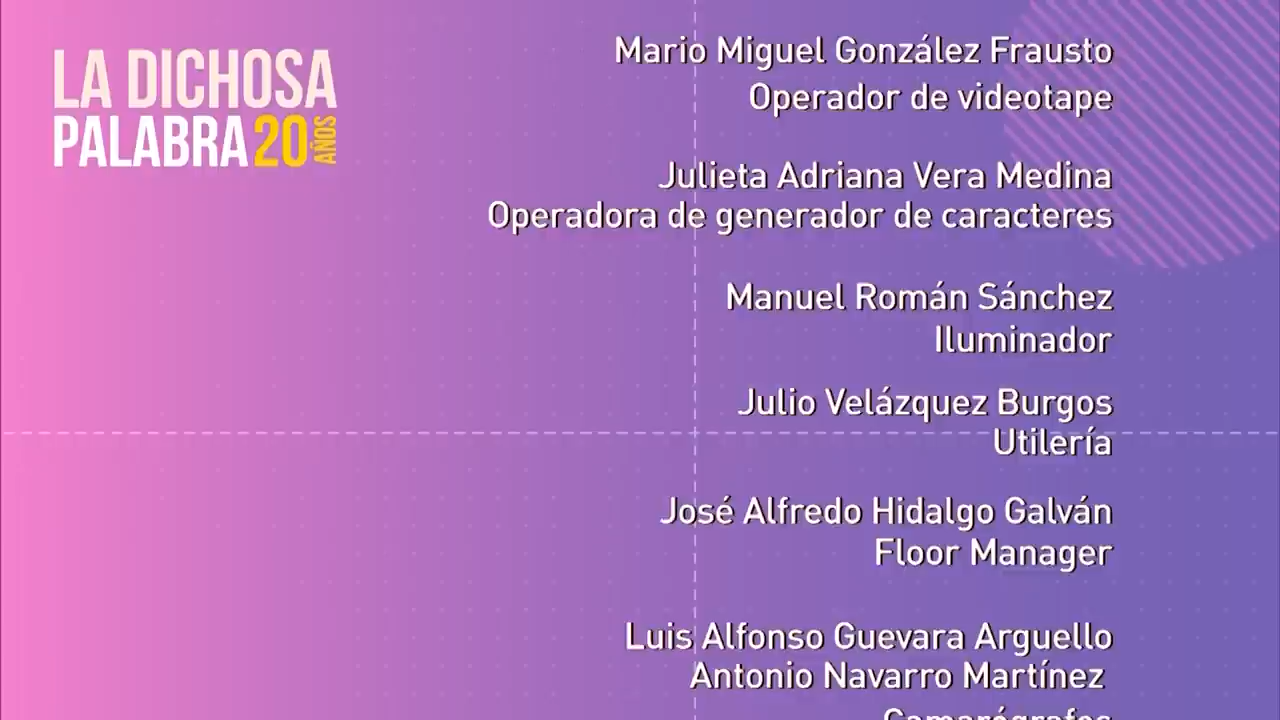 LA DICHOSA
PALABRA 20 AÑOS
Mario Miguel González Frausto
Operador de videotape
Julieta Adriana Vera Medina
Operadora de generador de caracteres
Manuel Román Sánchez
Iluminador
Julio Velázquez Burgos
Utilería
José Alfredo Hidalgo Galván
Floor Manager
Luis Alfonso Guevara Arguello
Antonio Navarro Martínez
Camarógrafos